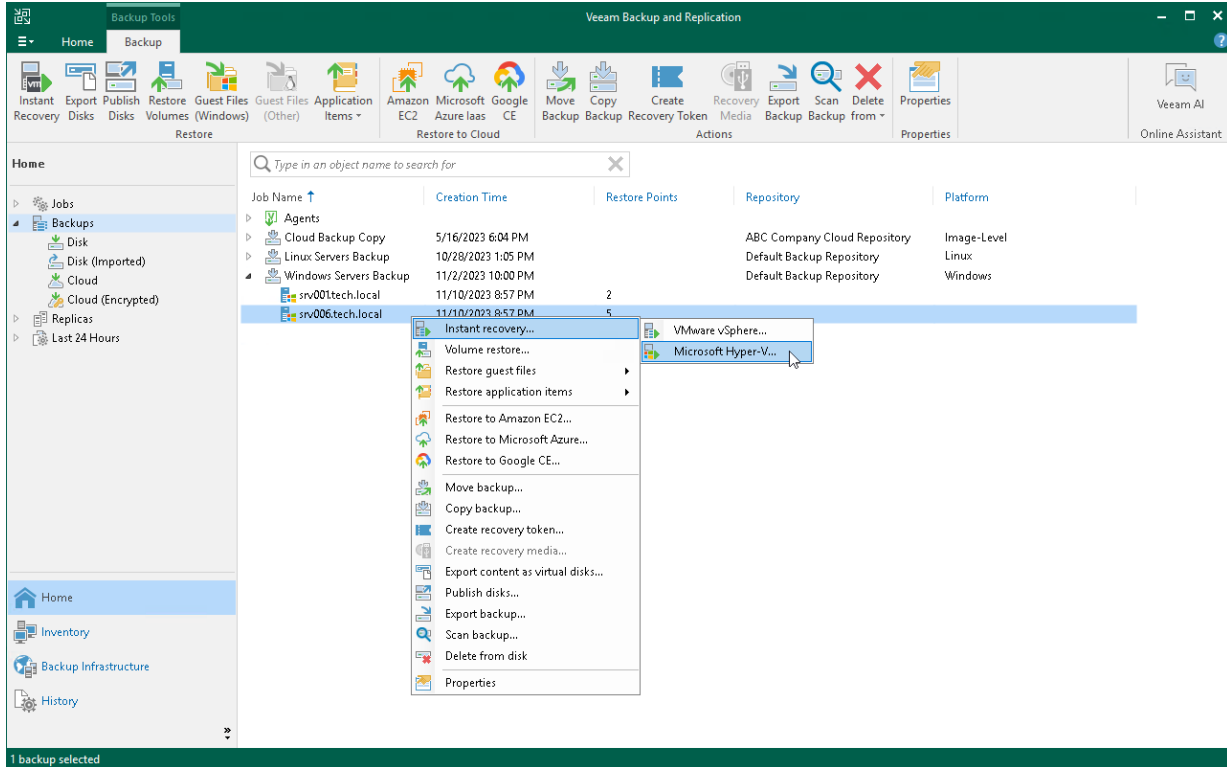 Backup Tools
Veeam Backup and Replication
Home Backup
Instant Recovery
Export Disks
Publish Disks
Restore Volumes
Guest Files (Windows)
Guest Files (Other)
Application Items
Amazon EC2
Microsoft Azure Iaas
Google CE
Move Backup
Copy Backup
Create Recovery Token
Recovery Media
Export Backup
Scan Backup
Delete from
Properties
Veeam AI
Restore
Restore to Cloud
Actions
Properties
Online Assistant
Home
Jobs
Backups
Disk
Disk (Imported)
Cloud
Cloud (Encrypted)
Replicas
Last 24 Hours
Home
Inventory
Backup Infrastructure
History
Type in an object name to search for
Job Name Creation Time Restore Points Repository Platform
Agents
Cloud Backup Copy 5/16/2023 6:04 PM ABC Company Cloud Repository Image-Level
Linux Servers Backup 10/28/2023 1:05 PM Default Backup Repository Linux
Windows Servers Backup 11/2/2023 10:00 PM Default Backup Repository Windows
srv001.tech.local 11/10/2023 8:57 PM 2
srv006.tech.local 11/10/2023 8:57 PM 5
Instant recovery...
Volume restore...
Restore guest files
Restore application items
Restore to Amazon EC2...
Restore to Microsoft Azure...
Restore to Google CE...
Move backup...
Copy backup...
Create recovery token...
Create recovery media...
Export content as virtual disks...
Publish disks...
Export backup...
Scan backup...
Delete from disk
Properties
VMware vSphere...
Microsoft Hyper-V...
1 backup selected